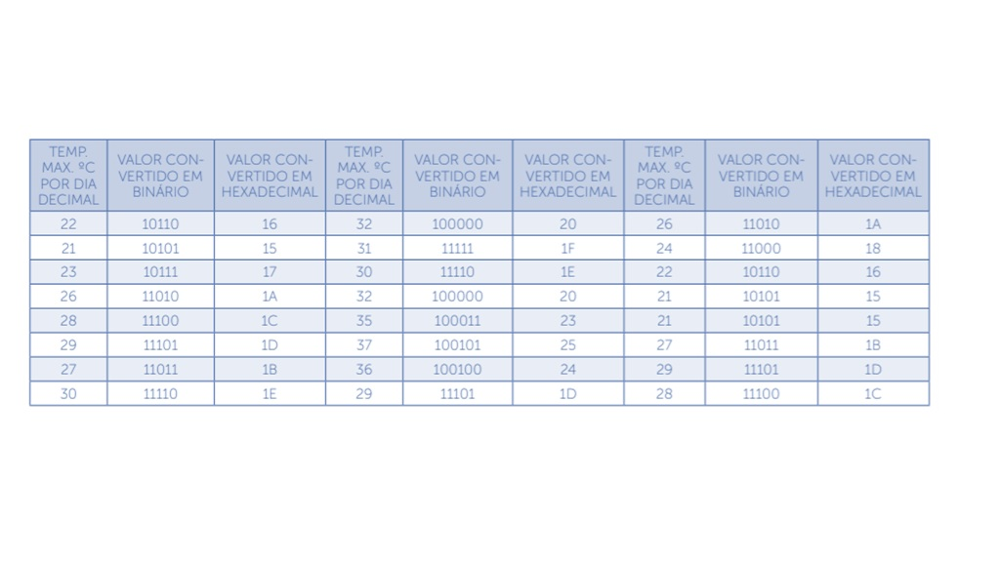 TEMP. MAX. ºC POR DIA DECIMAL VALOR CON-VERTIDO EM BINÁRIO VALOR CON-VERTIDO EM HEXADECIMAL TEMP. MAX. ºC POR DIA DECIMAL VALOR CON-VERTIDO EM BINÁRIO VALOR CON-VERTIDO EM HEXADECIMAL TEMP. MAX. ºC POR DIA DECIMAL VALOR CON-VERTIDO EM BINÁRIO VALOR CON-VERTIDO EM HEXADECIMAL
22 10110 16 32 100000 20 26 11010 1A
21 10101 15 31 11111 1F 24 11000 18
23 10111 17 30 11110 1E 22 10110 16
26 11010 1A 32 100000 20 21 10101 15
28 11100 1C 35 100011 23 21 10101 15
29 11101 1D 37 100101 25 27 11011 1B
27 11011 1B 36 100100 24 29 11101 1D
30 11110 1E 29 11101 1D 28 11100 1C